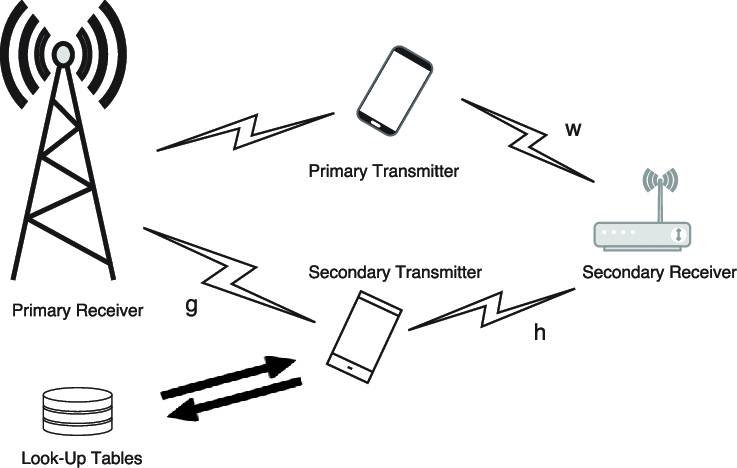 w
Primary Transmitter
Secondary Transmitter
Secondary Receiver
Primary Receiver
g
h
Look-Up Tables